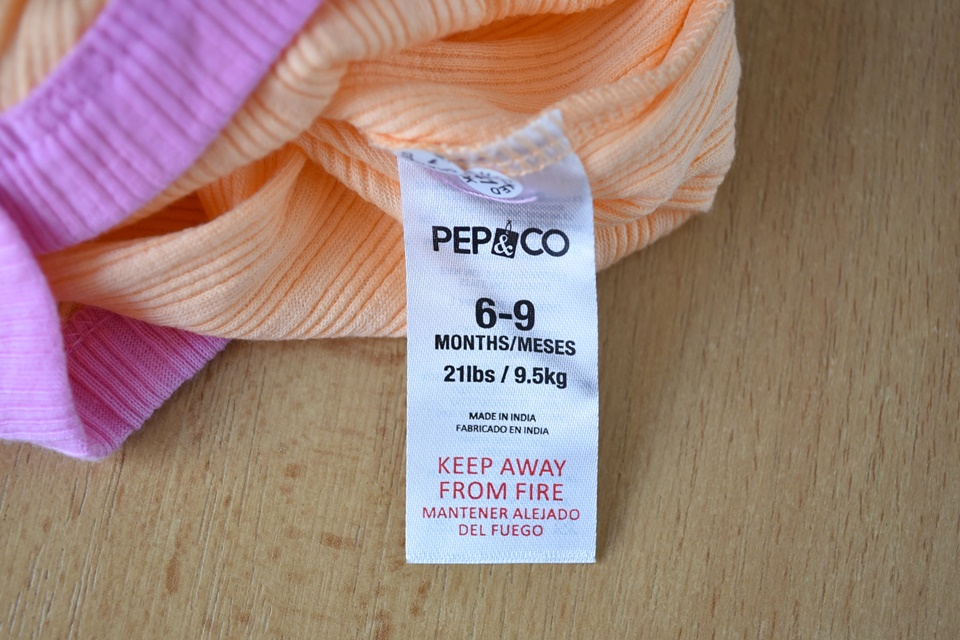 PEP&CO
6-9
MONTHS/MESES
21lbs / 9.5kg
MADE IN INDIA
FABRICADO EN INDIA
KEEP AWAY
FROM FIRE
MANTENER ALEJADO
DEL FUEGO